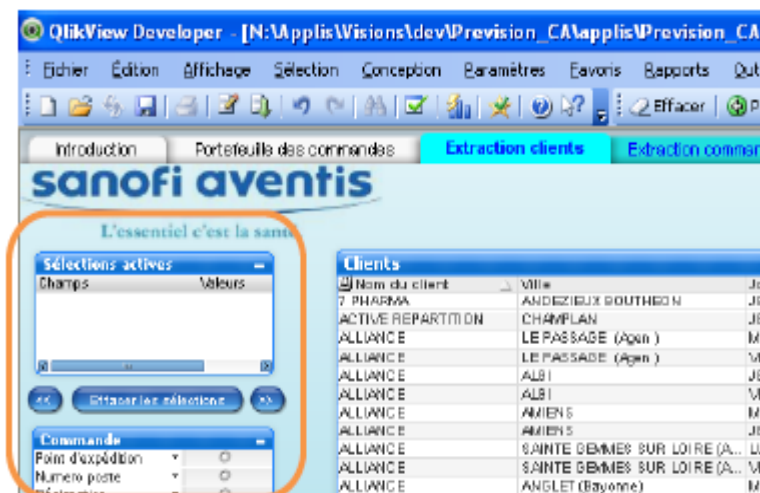 QlikView Developer - [N:\Applis\Visions\dev\Prevision_CA\applis\Prevision_CA
Fichier Édition Affichage Sélection Conception Paramètres Favoris Rapports Out
Effacer P
Introduction Portefeuille des commandes Extraction clients Extraction comman
sanofi aventis
L'essentiel c'est la santé
Sélections actives
Champs Valeurs
Effacer les sélections
Commande
Point d'expédition
Numero poste
Clients
Nom du client Ville
7 PHARMA ANDEZIEUX BOUTHEON
ACTIVE REPARTITION CHAMPLAN
ALLIANCE LE PASSAGE (Agen )
ALLIANCE LE PASSAGE (Agen )
ALLIANCE ALBI
ALLIANCE ALBI
ALLIANCE AMIENS
ALLIANCE AMIENS
ALLIANCE SAINTE GEMMES SUR LOIRE (A...
ALLIANCE SAINTE GEMMES SUR LOIRE (A...
ALLIANCE ANGLET (Bayonne)